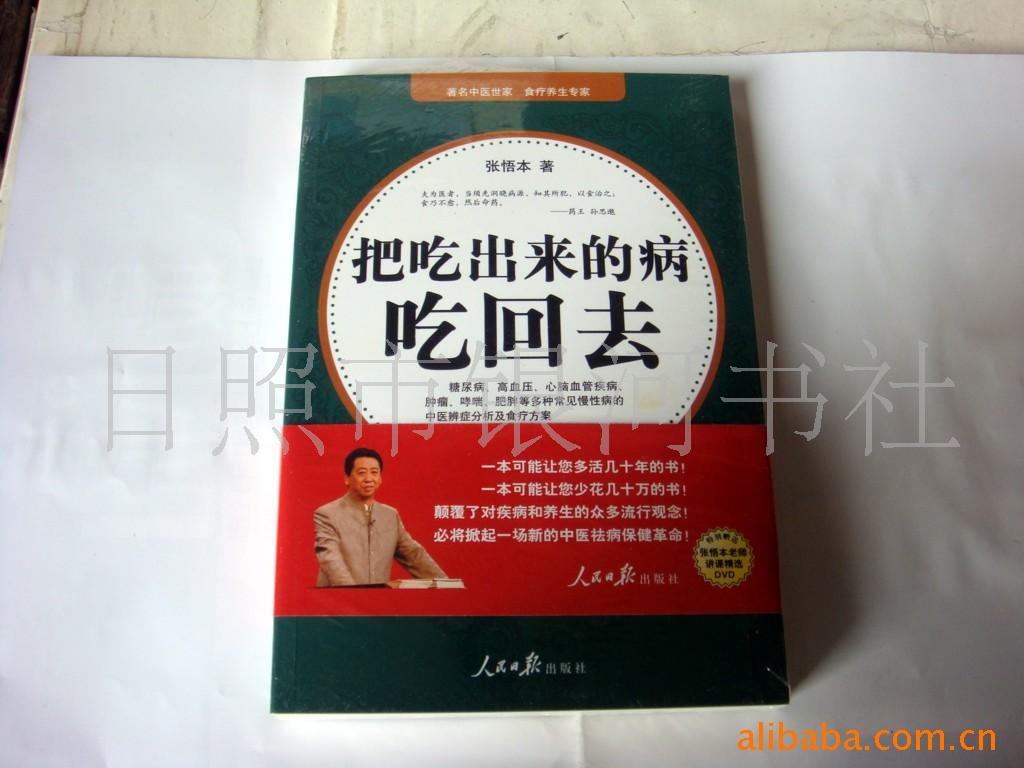 著名中医世家 食疗养生专家
张悟本 著
夫为医者，当须先洞晓病源，知其所犯，以食治之；
食疗不愈，然后命药。
——药王 孙思邈
把吃出来的病
吃回去
糖尿病、高血压、心脑血管疾病、
肿瘤、哮喘、肥胖等多种常见慢性病的
中医辨症分析及食疗方案
日照市银河书社
一本可能让您多活几十年的书！
一本可能让您少花几十万的书！
颠覆了对疾病和养生的众多流行观念！
必将掀起一场新的中医祛病保健革命！
特别赠送
张悟本老师
讲课精选
DVD
人民日报出版社
人民日报出版社
alibaba.com.cn